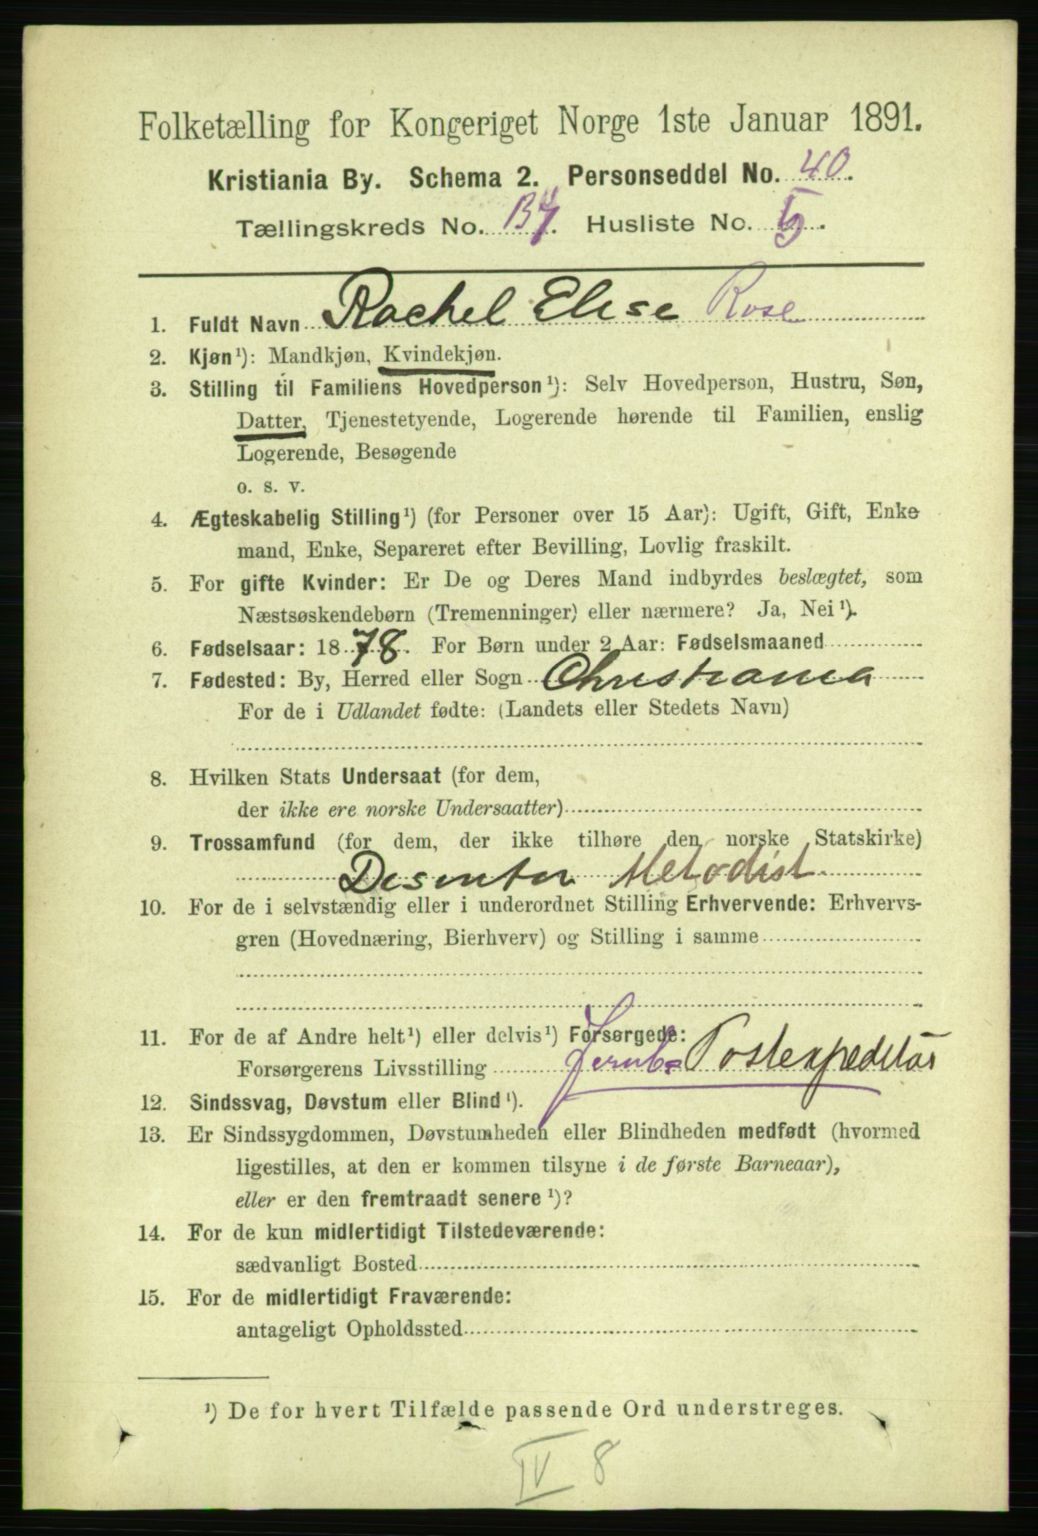 Folketælling for Kongeriget Norge 1ste Januar 1891.
Kristiania By. Schema 2. Personseddel No. 40.
Tællingskreds No. Husliste No.
1. Fuldt Navn Rachel Elise Rose
2. Kjøn¹): Mandkjøn, Kvindekjøn.
3. Stilling til Familiens Hovedperson¹): Selv Hovedperson, Hustru, Søn,
Datter, Tjenestetyende, Logerende hørende til Familien, enslig
Logerende, Besøgende
o. s. v.
4. Ægteskabelig Stilling¹) (for Personer over 15 Aar): Ugift, Gift, Enke
mand, Enke, Separeret efter Bevilling, Lovlig fraskilt.
5. For gifte Kvinder: Er De og Deres Mand indbyrdes beslægtet, som
Næstsøskendebørn (Tremenninger) eller nærmere? Ja, Nei¹).
6. Fødselsaar: 1878. For Børn under 2 Aar: Fødselsmaaned
7. Fødested: By, Herred eller Sogn Christiania
For de i Udlandet fødte: (Landets eller Stedets Navn)
8. Hvilken Stats Undersaat (for dem,
der ikke ere norske Undersaatter)
9. Trossamfund (for dem, der ikke tilhøre den norske Statskirke)
Desenter Metodist
10. For de i selvstændig eller i underordnet Stilling Erhvervende: Erhvervs-
gren (Hovednæring, Bierhverv) og Stilling i samme
11. For de af Andre helt¹) eller delvis¹) Forsørgede:
Forsørgerens Livsstilling Jernb= Postexpeditør
12. Sindssvag, Døvstum eller Blind¹).
13. Er Sindssygdommen, Døvstumheden eller Blindheden medfødt (hvormed
ligestilles, at den er kommen tilsyne i de første Barneaar),
eller er den fremtraadt senere¹)?
14. For de kun midlertidigt Tilstedeværende:
sædvanligt Bosted
15. For de midlertidigt Fraværende:
antageligt Opholdssted
¹) De for hvert Tilfælde passende Ord understreges.
IV 8